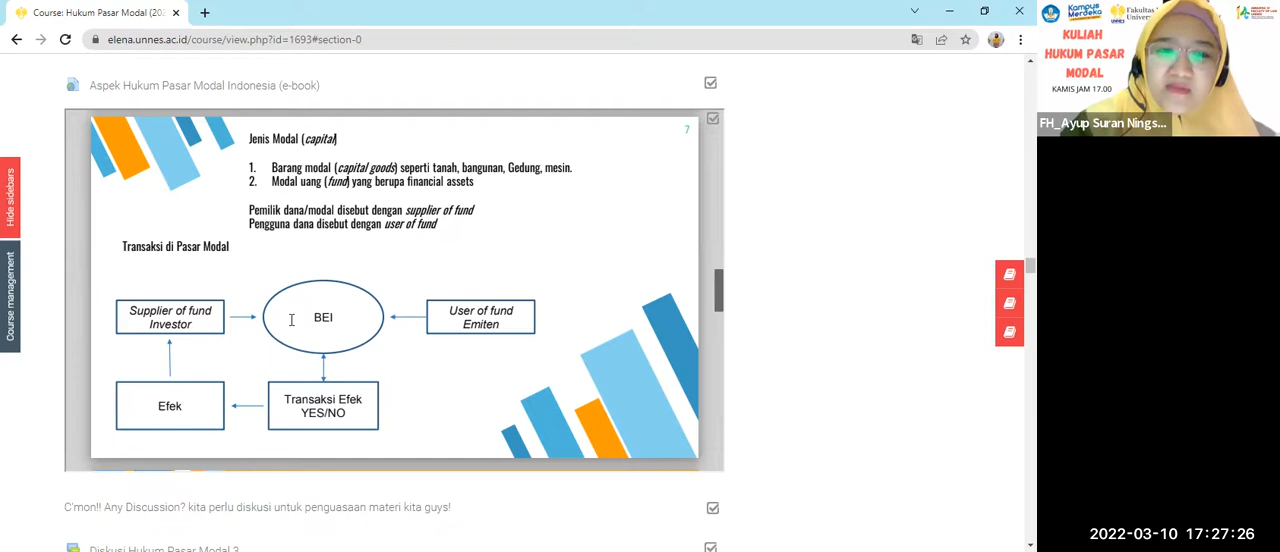 Course: Hukum Pasar Modal (202
elena.unnes.ac.id/course/view.php?id=1693#section-0
Aspek Hukum Pasar Modal Indonesia (e-book)
7
Jenis Modal (capital)
1. Barang modal (capital goods) seperti tanah, bangunan, Gedung, mesin.
2. Modal uang (fund) yang berupa financial assets
Pemilik dana/modal disebut dengan supplier of fund
Pengguna dana disebut dengan user of fund
Transaksi di Pasar Modal
Supplier of fund
Investor
BEI
User of fund
Emiten
Efek
Transaksi Efek
YES/NO
C'mon!! Any Discussion? kita perlu diskusi untuk penguasaan materi kita guys!
Diskusi Hukum Pasar Modal 3
Hide sidebars
Course management
Kampus
Merdeka
UNNES
Fakultas
Univer
KULIAH
HUKUM PASAR
MODAL
KAMIS JAM 17.00
FH_Ayup Suran Nings...
2022-03-10 17:27:26